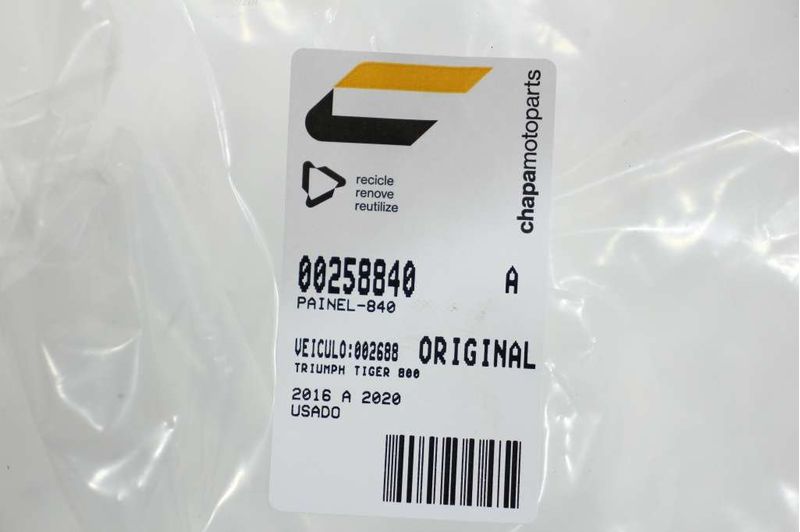 chapamotoparts
recicle
renove
reutilize
00258840 A
PAINEL-840
VEICULO:002688 ORIGINAL
TRIUMPH TIGER 800
2016 A 2020
USADO